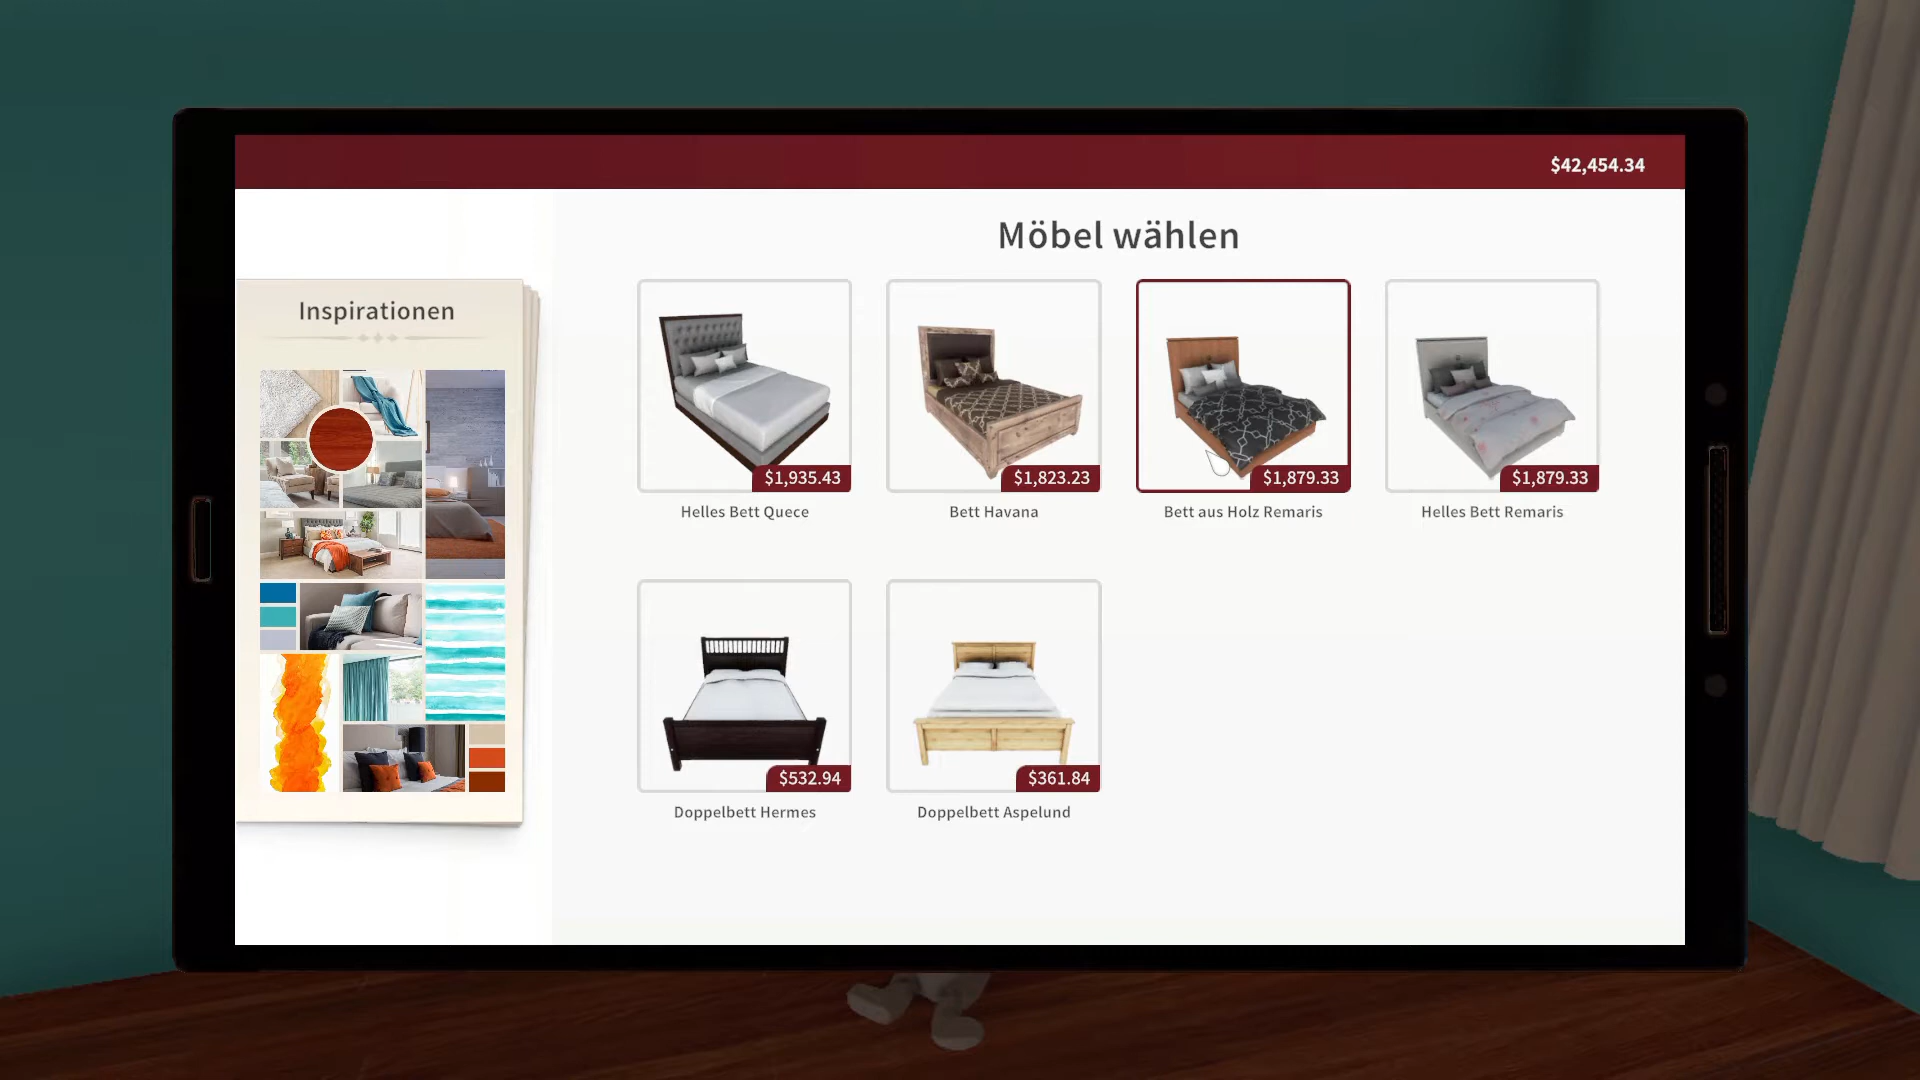 $42,454.34
Möbel wählen
Inspirationen
$1,935.43
$1,823.23
$1,879.33
$1,879.33
Helles Bett Quece
Bett Havana
Bett aus Holz Remaris
Helles Bett Remaris
$532.94
$361.84
Doppelbett Hermes
Doppelbett Aspelund